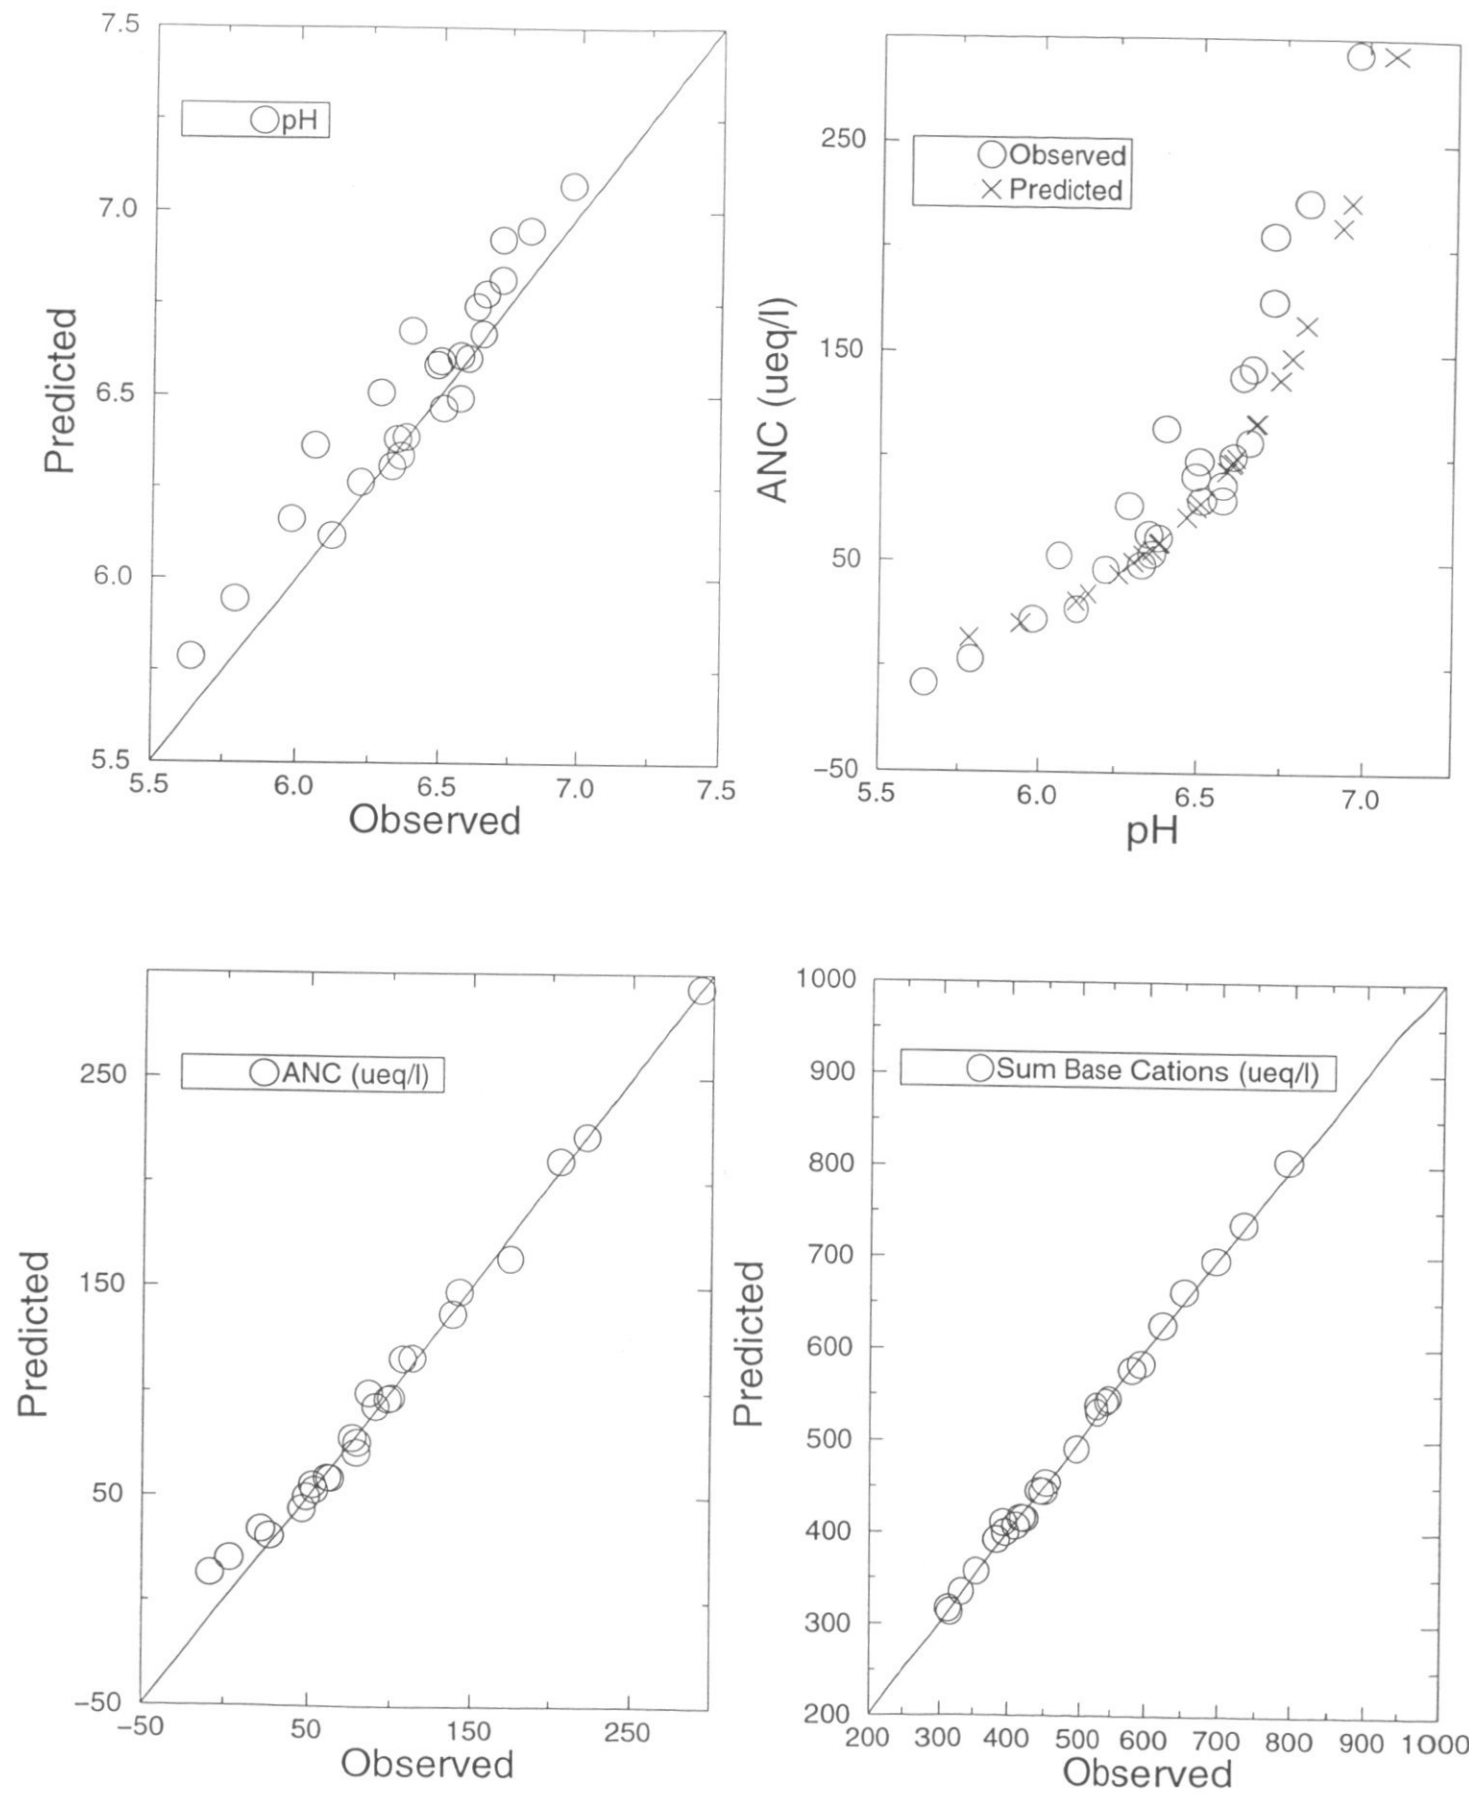 7.5
pH
7.0
Predicted
6.5
6.0
5.5
5.5 6.0 6.5 7.0 7.5
Observed
Observed
Predicted
250
ANC (ueq/l)
150
50
−50
5.5 6.0 6.5 7.0
pH
ANC (ueq/l)
250
Predicted
150
50
−50
−50 50 150 250
Observed
1000
Sum Base Cations (ueq/l)
900
800
700
Predicted
600
500
400
300
200
200 300 400 500 600 700 800 900 1000
Observed